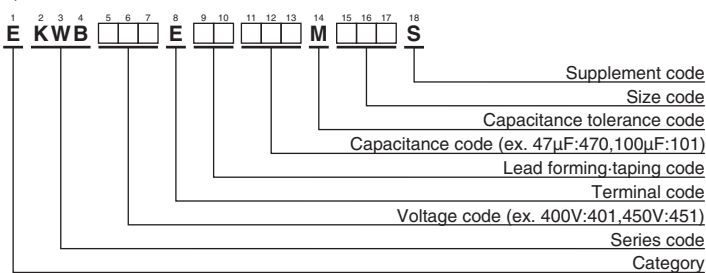 1 2 3 4 5 6 7 8 9 10 11 12 13 14 15 16 17 18
E KWB E M S
Supplement code
Size code
Capacitance tolerance code
Capacitance code (ex. 47µF:470,100µF:101)
Lead forming·taping code
Terminal code
Voltage code (ex. 400V:401,450V:451)
Series code
Category